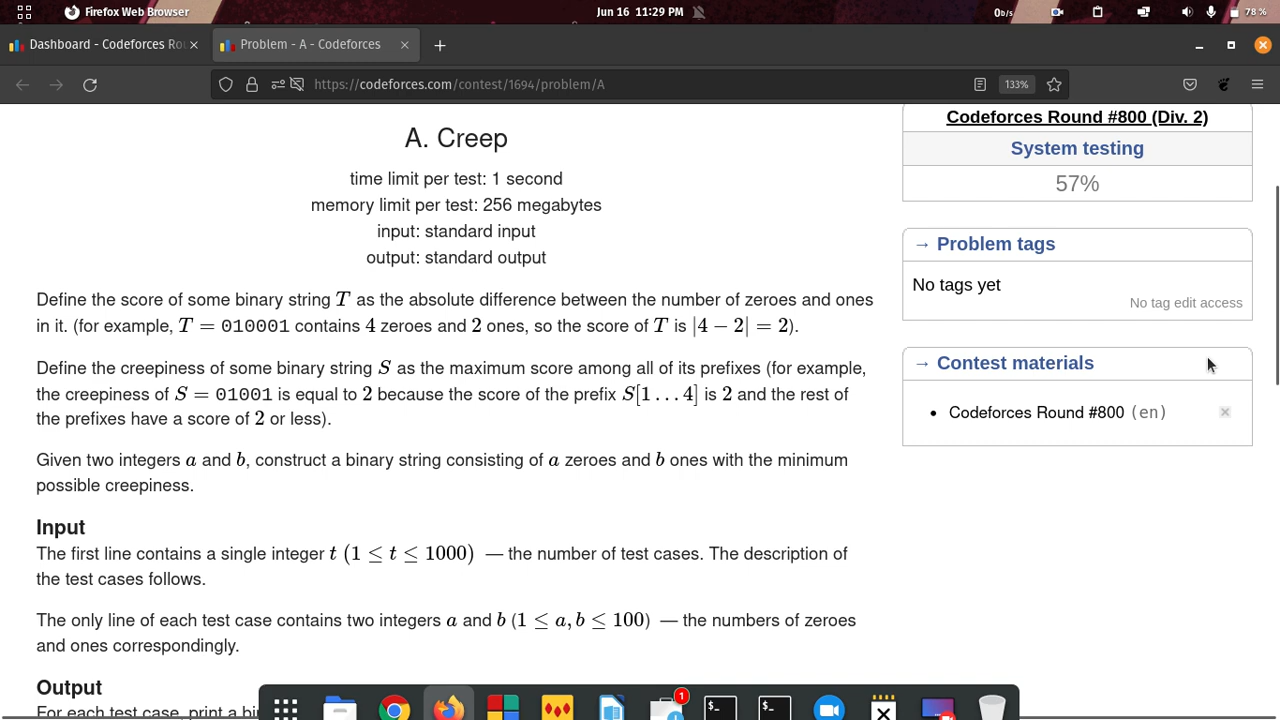 Firefox Web Browser
Jun 16 11:29 PM
0 b/s
78 %
Dashboard - Codeforces Ro
Problem - A - Codeforces
https://codeforces.com/contest/1694/problem/A
133%
A. Creep
time limit per test: 1 second
memory limit per test: 256 megabytes
input: standard input
output: standard output
Define the score of some binary string T as the absolute difference between the number of zeroes and ones
in it. (for example, T = 010001 contains 4 zeroes and 2 ones, so the score of T is |4 − 2| = 2).
Define the creepiness of some binary string S as the maximum score among all of its prefixes (for example,
the creepiness of S = 01001 is equal to 2 because the score of the prefix S[1 … 4] is 2 and the rest of
the prefixes have a score of 2 or less).
Given two integers a and b, construct a binary string consisting of a zeroes and b ones with the minimum
possible creepiness.
Input
The first line contains a single integer t (1 ≤ t ≤ 1000) — the number of test cases. The description of
the test cases follows.
The only line of each test case contains two integers a and b (1 ≤ a, b ≤ 100) — the numbers of zeroes
and ones correspondingly.
Output
For each test case, print a bi
Codeforces Round #800 (Div. 2)
System testing
57%
→ Problem tags
No tags yet
No tag edit access
→ Contest materials
• Codeforces Round #800 (en)
1
$-
$-